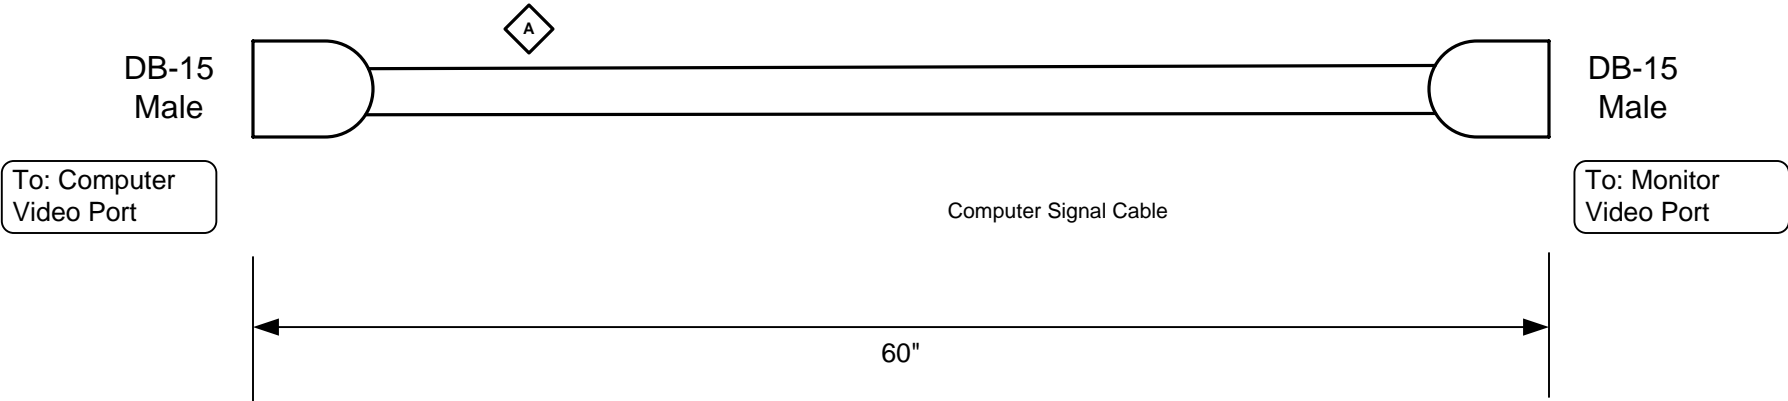 A
DB-15
Male
DB-15
Male
To: Computer
Video Port
Computer Signal Cable
To: Monitor
Video Port
60"